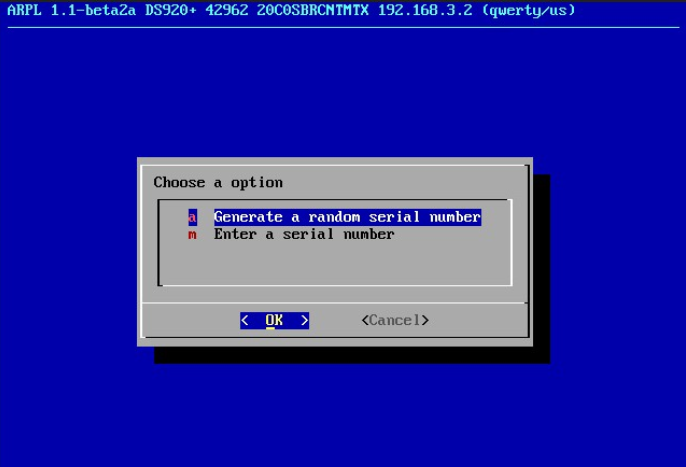 ARPL 1.1-beta2a DS920+ 42962 20C0SBRCNTMTX 192.168.3.2 (qwerty/us)
Choose a option
a Generate a random serial number
m Enter a serial number
< OK > <Cancel>